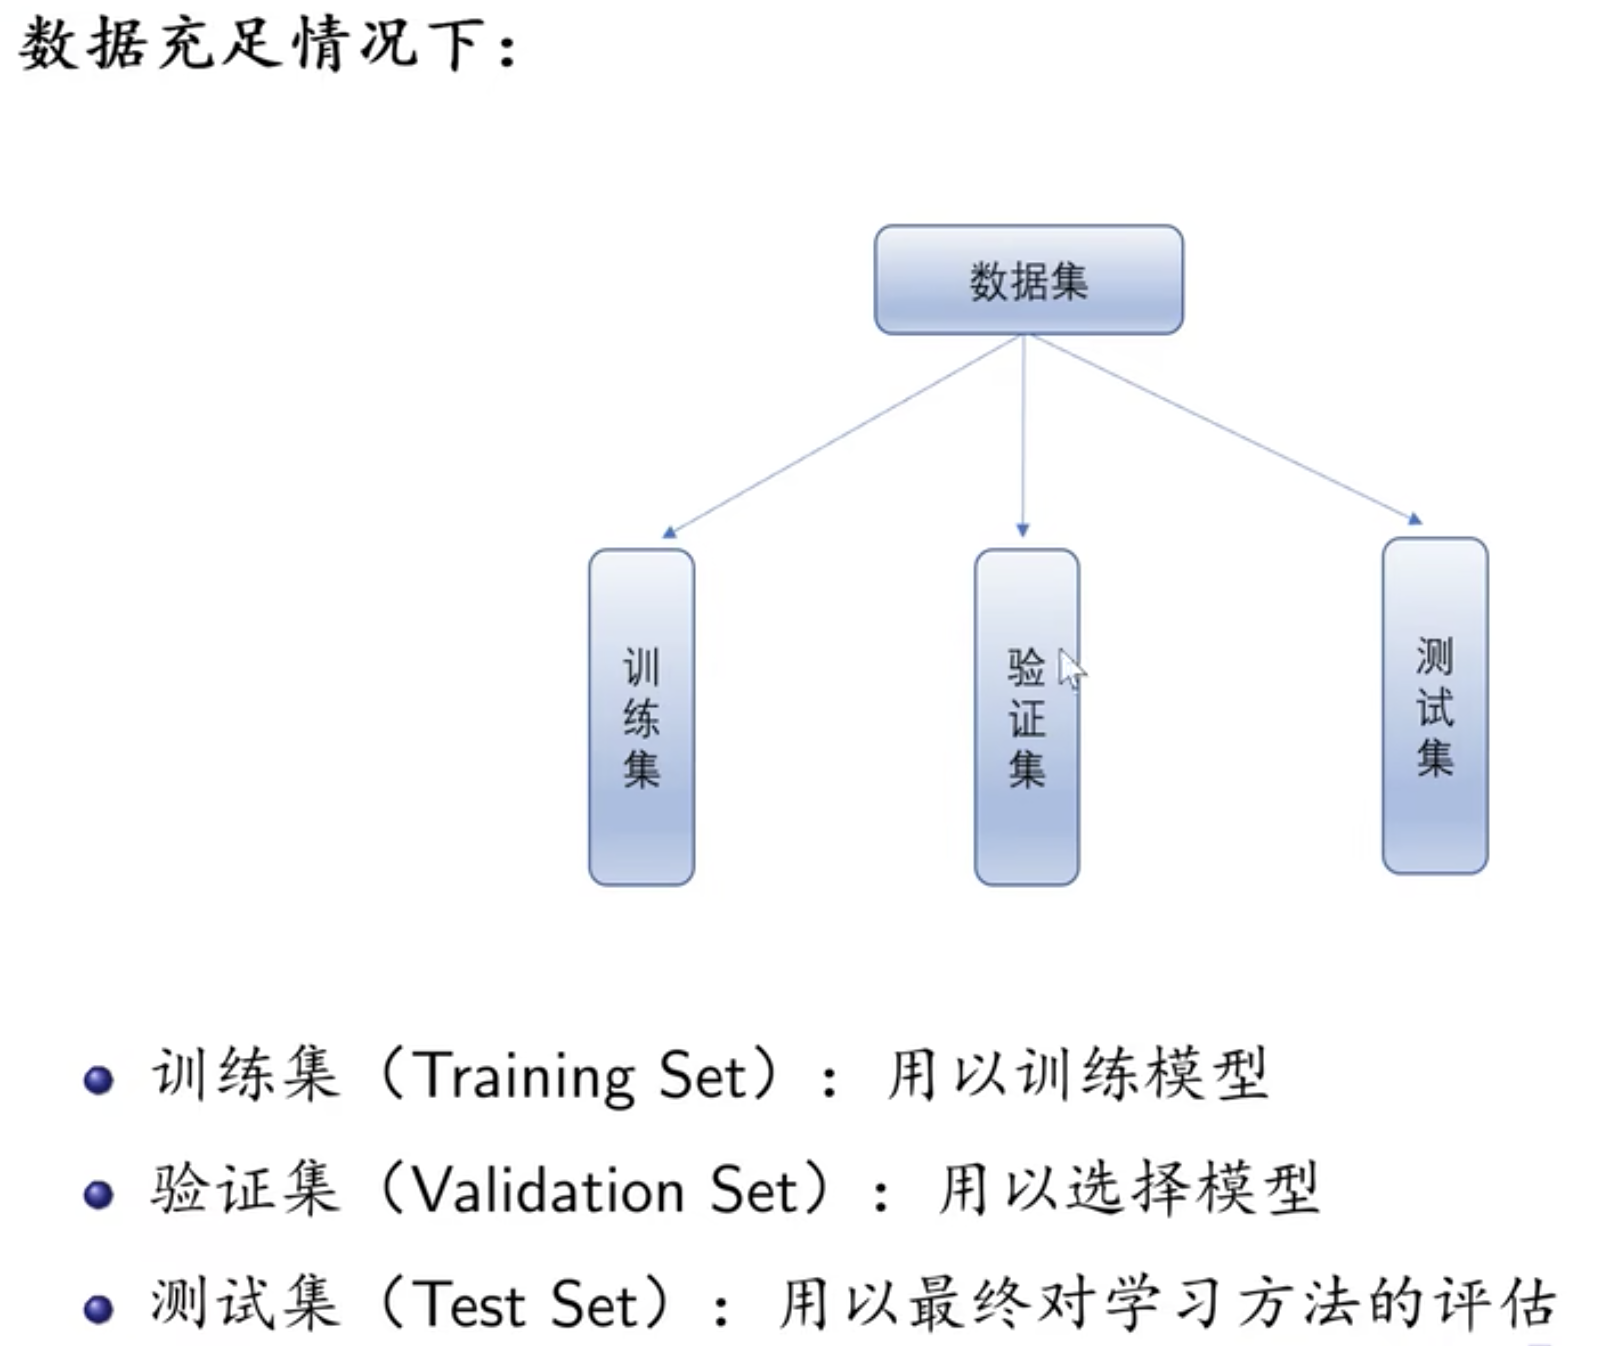 数据充足情况下：
数据集
训练集
验证集
测试集
训练集（Training Set）：用以训练模型
验证集（Validation Set）：用以选择模型
测试集（Test Set）：用以最终对学习方法的评估